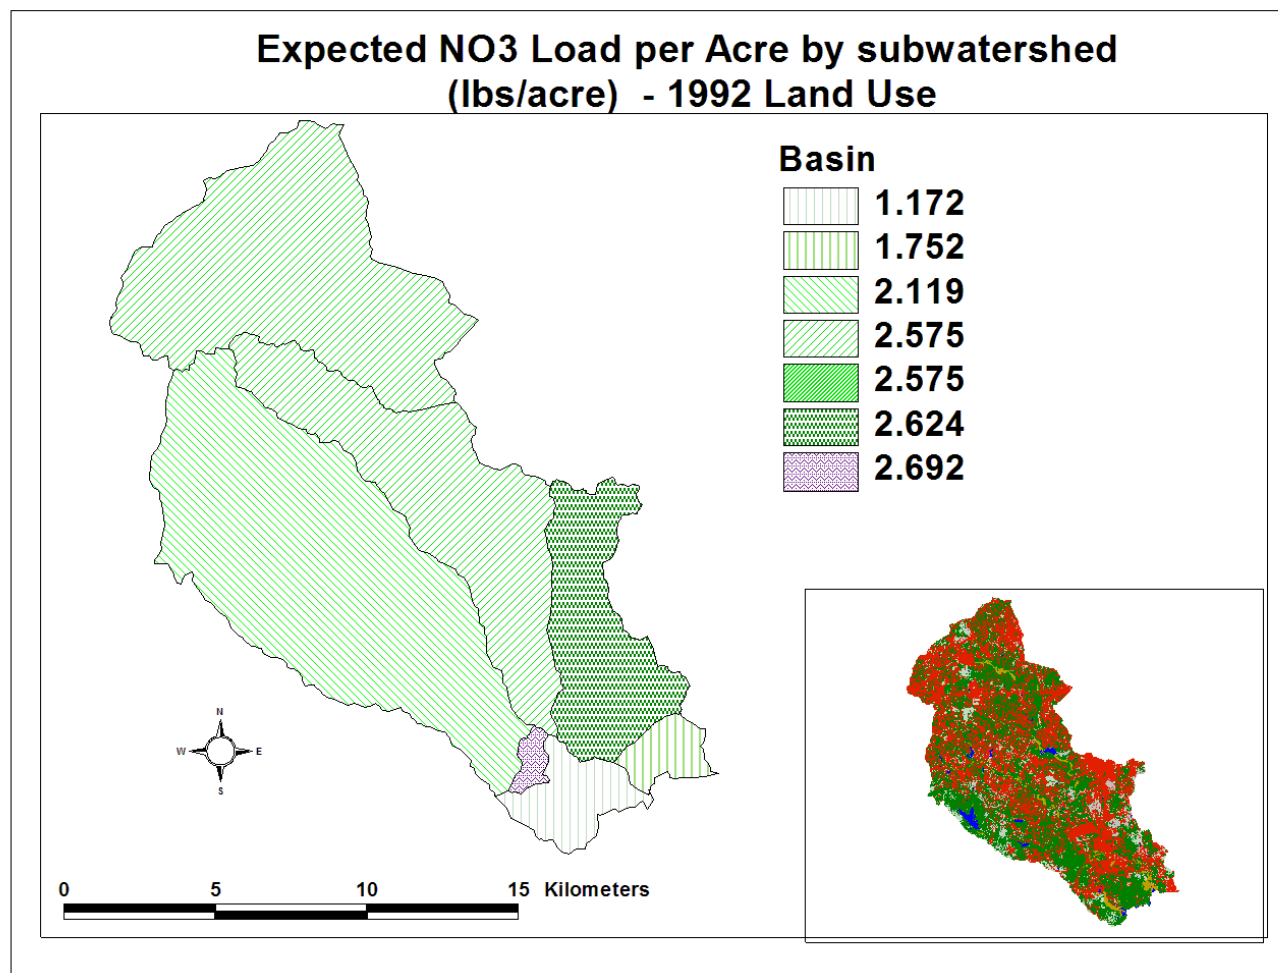 Expected NO3 Load per Acre by subwatershed
(lbs/acre) - 1992 Land Use
Basin
1.172
1.752
2.119
2.575
2.575
2.624
2.692
N
W E
S
0 5 10 15 Kilometers